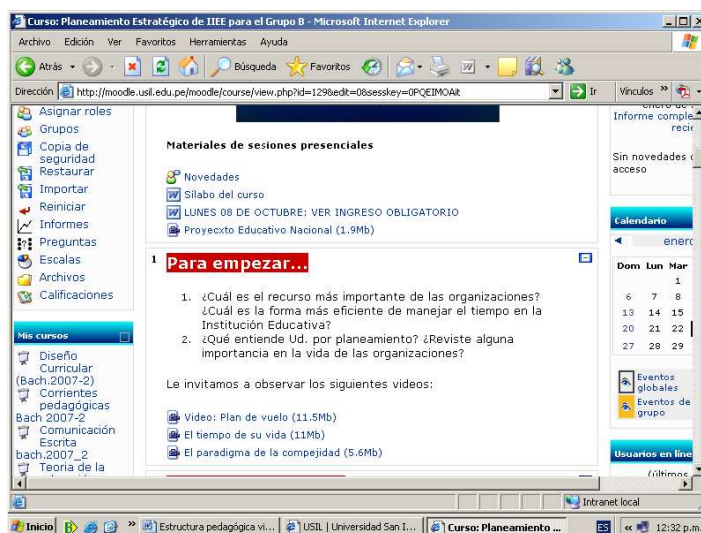 Curso: Planeamiento Estratégico de IIEE para el Grupo B - Microsoft Internet Explorer
Archivo Edición Ver Favoritos Herramientas Ayuda
Atrás Búsqueda Favoritos
Dirección http://moodle.usil.edu.pe/moodle/course/view.php?id=129&edit=0&sesskey=0PQEIMOAit Ir Vínculos »
Asignar roles
Grupos
Copia de
seguridad
Restaurar
Importar
Reiniciar
Informes
Preguntas
Escalas
Archivos
Calificaciones
Mis cursos
Diseño
Curricular
(Bach.2007-2)
Corrientes
pedagógicas
Bach 2007-2
Comunicación
Escrita
bach.2007_2
Teoria de la
Materiales de sesiones presenciales
Novedades
Sílabo del curso
LUNES 08 DE OCTUBRE: VER INGRESO OBLIGATORIO
Proyecxto Educativo Nacional (1.9Mb)
1 Para empezar...
1. ¿Cuál es el recurso más importante de las organizaciones?
¿Cuál es la forma más eficiente de manejar el tiempo en la
Institución Educativa?
2. ¿Qué entiende Ud. por planeamiento? ¿Reviste alguna
importancia en la vida de las organizaciones?
Le invitamos a observar los siguientes videos:
Video: Plan de vuelo (11.5Mb)
El tiempo de su vida (11Mb)
El paradigma de la compejidad (5.6Mb)
Informe comple
recie
Sin novedades
acceso
Calendario
enero
Dom Lun Mar
1
6 7 8
13 14 15
20 21 22
27 28 29
Eventos
globales
Eventos de
grupo
Usuarios en líne
(últimos
Intranet local
Inicio » Estructura pedagógica vi... USIL | Universidad San I... Curso: Planeamiento ... ES « 12:32 p.m.